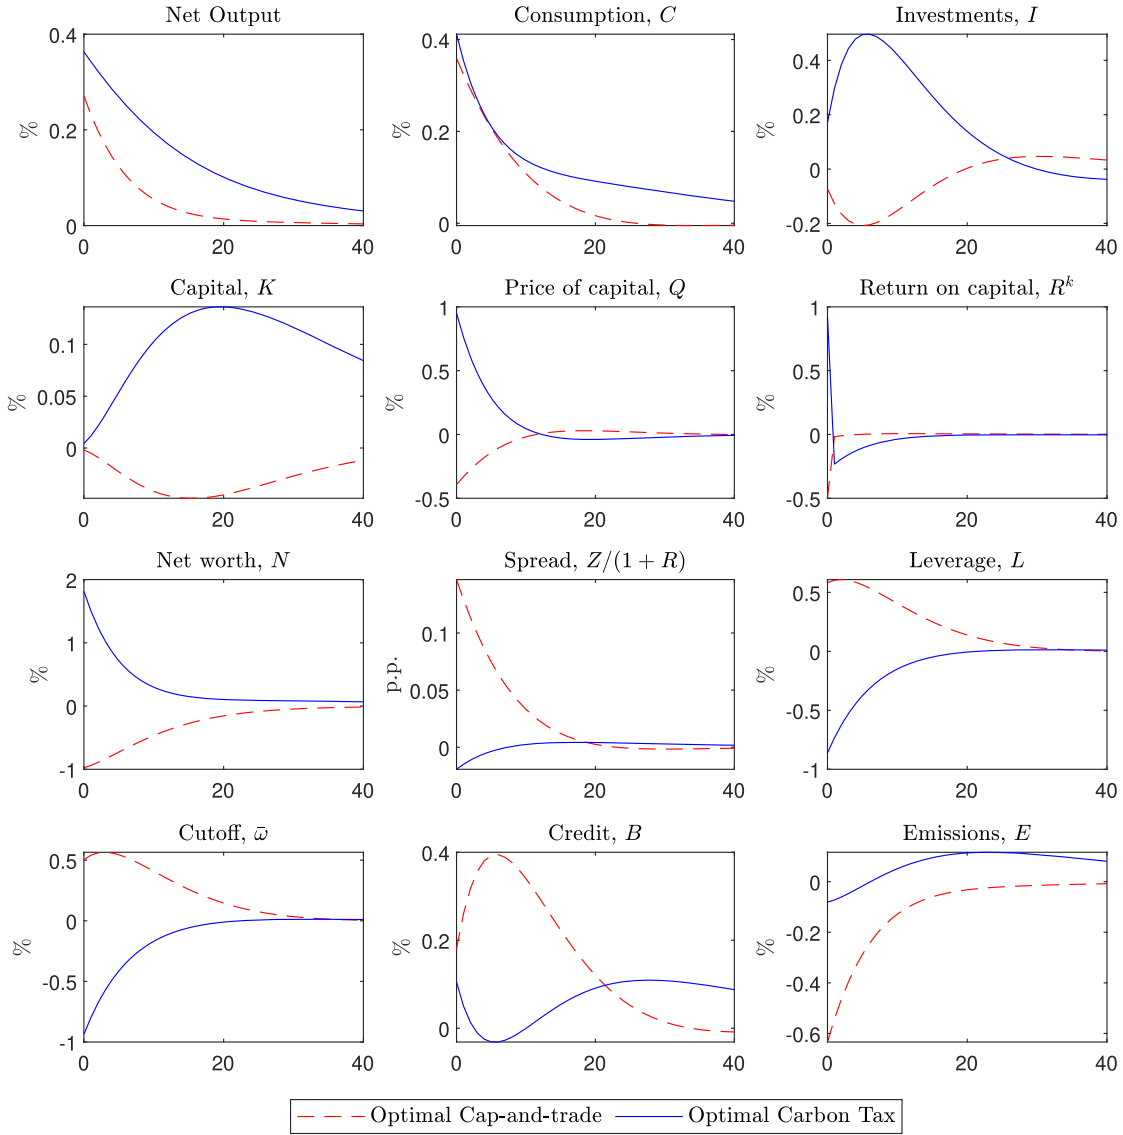 Net Output
Consumption, C
Investments, I
0.4
0.2
0
%
0 20 40
0.4
0.2
0
%
0 20 40
0.4
0.2
0
-0.2
%
0 20 40
Capital, K
Price of capital, Q
Return on capital, R^k
0.1
0.05
0
%
0 20 40
1
0.5
0
-0.5
%
0 20 40
1
0.5
0
-0.5
%
0 20 40
Net worth, N
Spread, Z/(1 + R)
Leverage, L
2
1
0
-1
%
0 20 40
0.1
0.05
0
p.p.
0 20 40
0.5
0
-0.5
-1
%
0 20 40
Cutoff, ω̄
Credit, B
Emissions, E
0.5
0
-0.5
-1
%
0 20 40
0.4
0.2
0
%
0 20 40
0
-0.2
-0.4
-0.6
%
0 20 40
Optimal Cap-and-trade Optimal Carbon Tax